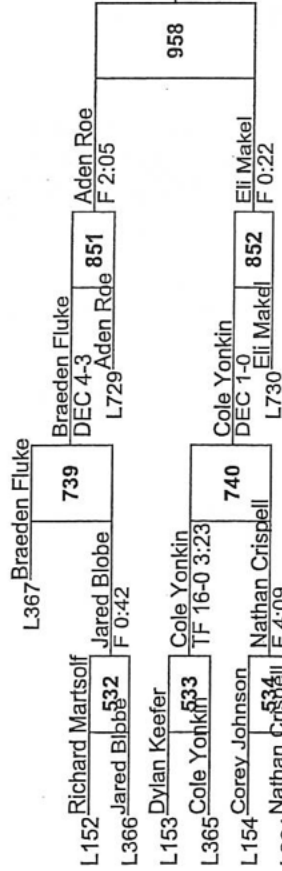 L152 Richard Martsolf
532
L366 Jared Blobe
L153 Dylan Keefer
533
L365 Cole Yonkin
L154 Corey Johnson
534
Nathan Crispell
L367 Braeden Fluke
739
Jared Blobe
F 0:42
Cole Yonkin
TF 16-0 3:23
740
Nathan Crispell
F 4:09
Braeden Fluke
DEC 4-3
851
L729 Aden Roe
Cole Yonkin
DEC 1-0
852
L730 Eli Makel
Aden Roe
F 2:05
958
Eli Makel
F 0:22